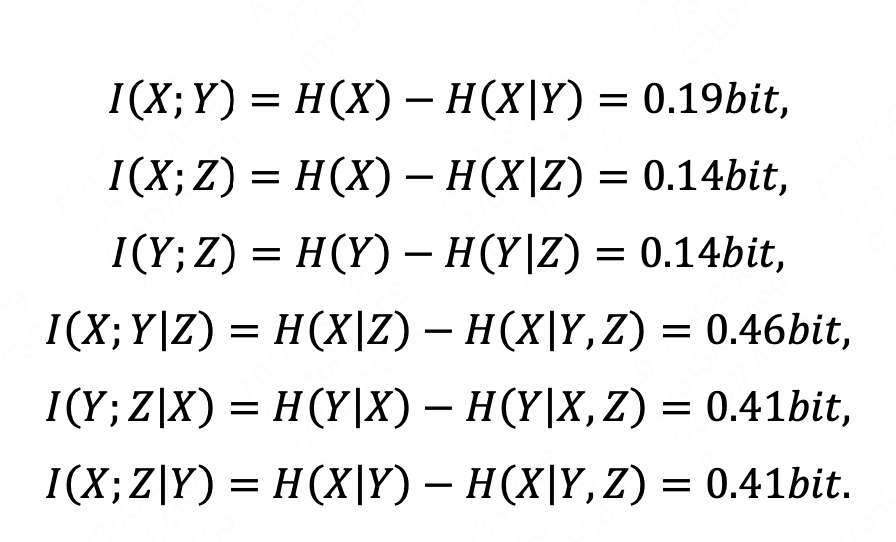 I(X;Y) = H(X) − H(X|Y) = 0.19bit,
I(X;Z) = H(X) − H(X|Z) = 0.14bit,
I(Y;Z) = H(Y) − H(Y|Z) = 0.14bit,
I(X;Y|Z) = H(X|Z) − H(X|Y,Z) = 0.46bit,
I(Y;Z|X) = H(Y|X) − H(Y|X,Z) = 0.41bit,
I(X;Z|Y) = H(X|Y) − H(X|Y,Z) = 0.41bit.